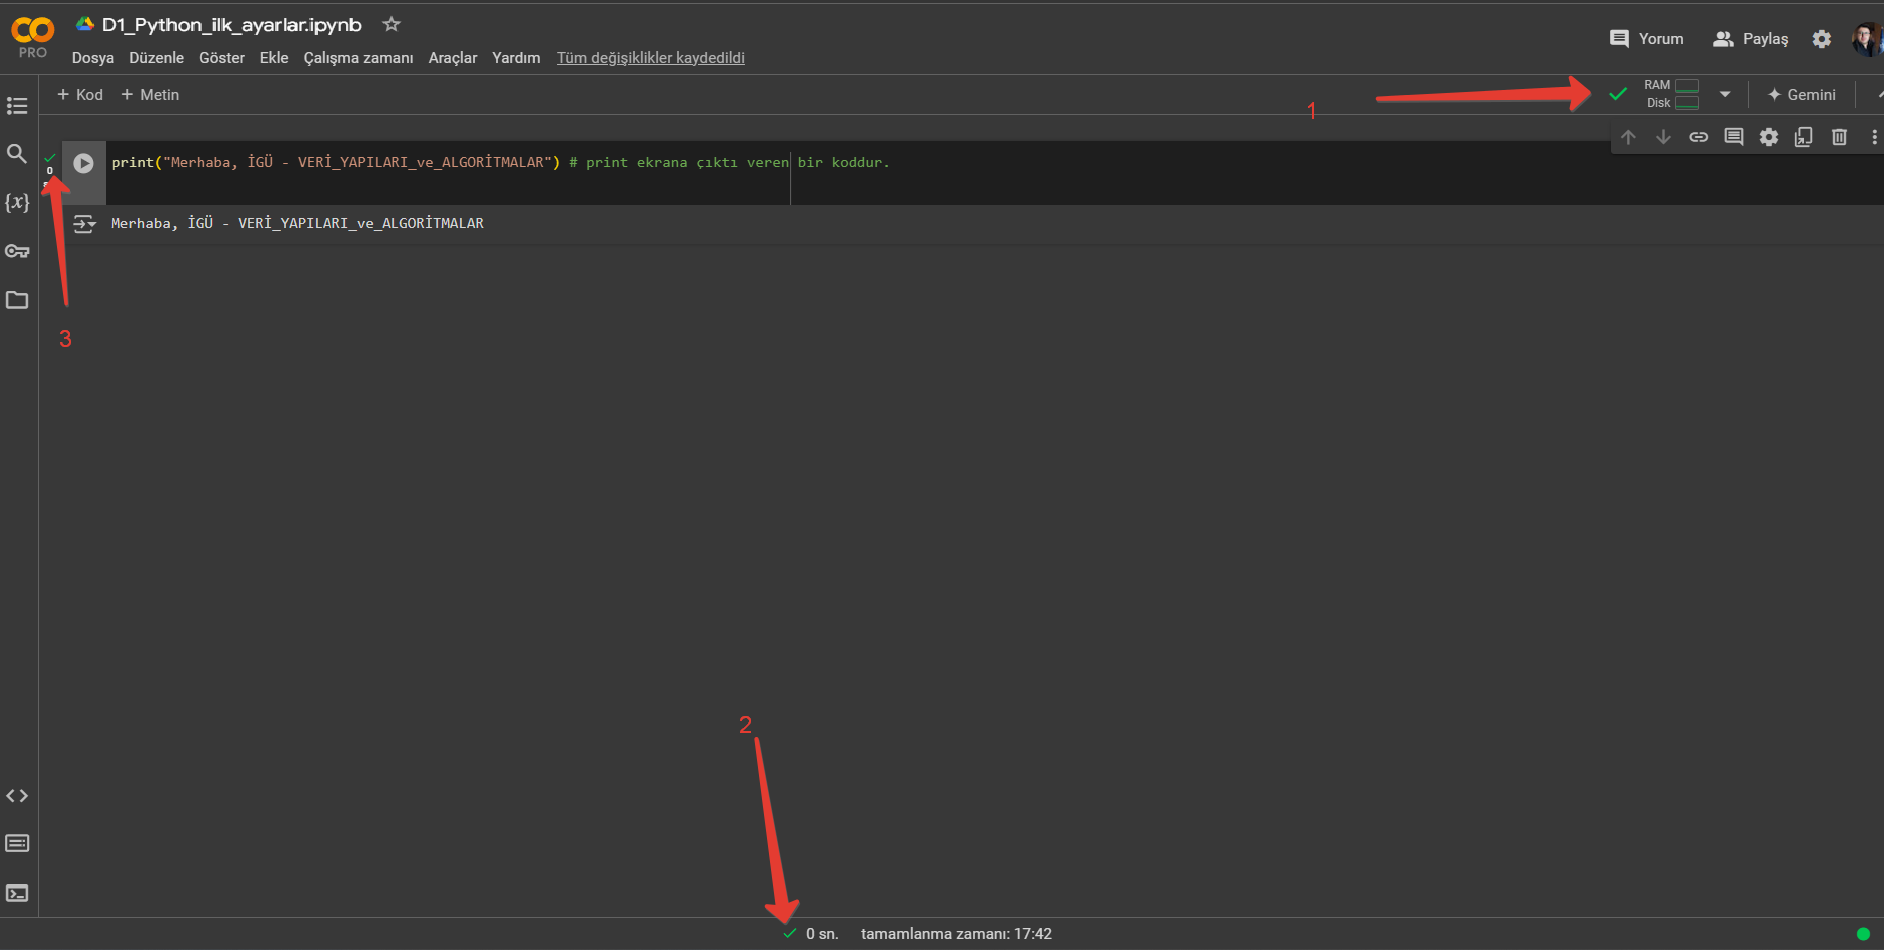 D1_Python_ilk_ayarlar.ipynb
PRO
Dosya Düzenle Göster Ekle Çalışma zamanı Araçlar Yardım Tüm değişiklikler kaydedildi
Yorum Paylaş
+ Kod + Metin
1
RAM
Disk
Gemini
{x}
0
print("Merhaba, İGÜ - VERİ_YAPILARI_ve_ALGORİTMALAR") # print ekrana çıktı veren bir koddur.
Merhaba, İGÜ - VERİ_YAPILARI_ve_ALGORİTMALAR
3
2
0 sn. tamamlanma zamanı: 17:42